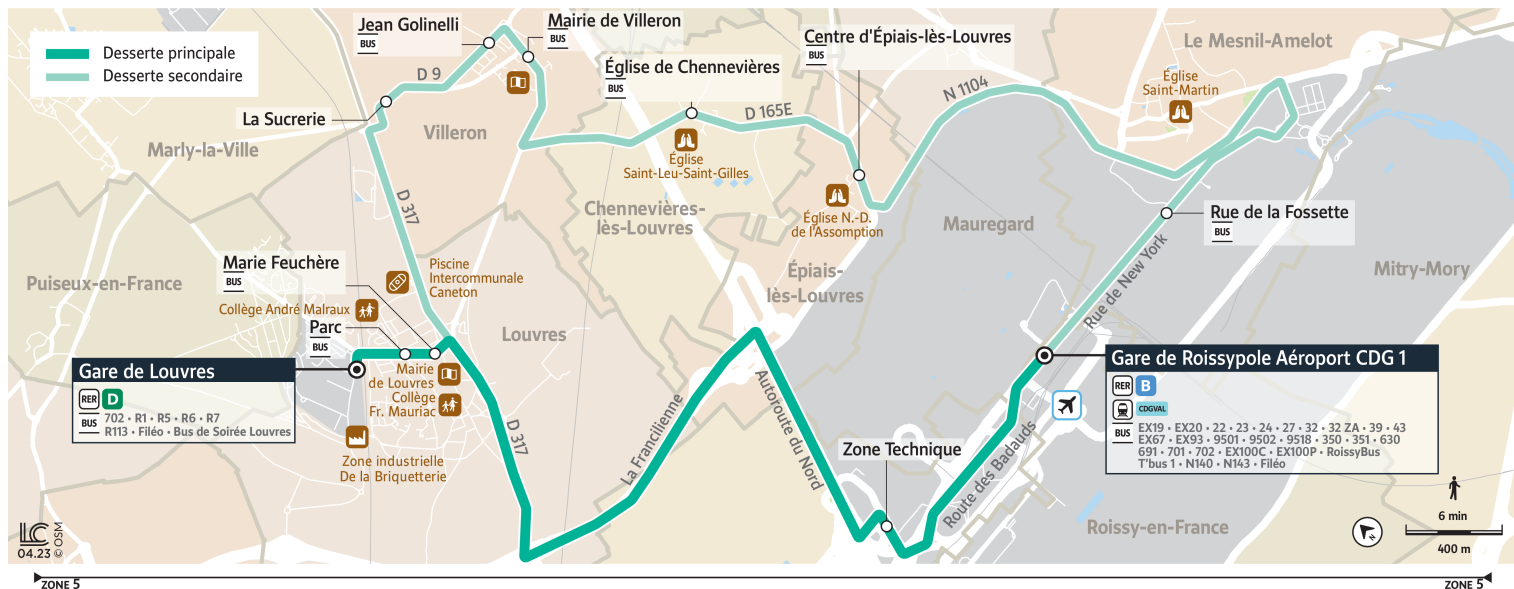 Desserte principale
Desserte secondaire
Jean Golinelli
BUS
Mairie de Villeron
BUS
Centre d'Épiais-lès-Louvres
BUS
Le Mesnil-Amelot
Église de Chennevières
BUS
D 9
La Sucrerie
Villeron
Marly-la-Ville
D 165E
N 1104
Église
Saint-Martin
Église
Saint-Leu-Saint-Gilles
D 317
Chennevières-
lès-Louvres
Église N.-D.
de l'Assomption
Mauregard
Rue de la Fossette
BUS
Mitry-Mory
Puiseux-en-France
Marie Feuchère
BUS
Piscine
Intercommunale
Caneton
Collège André Malraux
Épiais-
lès-Louvres
Rue de New York
Parc
BUS
Louvres
Gare de Louvres
RER D
BUS 702 • R1 • R5 • R6 • R7
R113 • Filéo • Bus de Soirée Louvres
Mairie
de Louvres
Collège
Fr. Mauriac
Zone industrielle
De la Briquetterie
D 317
La Francilienne
Autoroute du Nord
Zone Technique
Route des Badauds
Gare de Roissypole Aéroport CDG 1
RER B
CDGVAL
BUS EX19 • EX20 • 22 • 23 • 24 • 27 • 32 • 32 ZA • 39 • 43
EX67 • EX93 • 9501 • 9502 • 9518 • 350 • 351 • 630
691 • 701 • 702 • EX100C • EX100P • RoissyBus
T'bus 1 • N140 • N143 • Filéo
Roissy-en-France
N
6 min
400 m
LC
04.23 © OSM
ZONE 5
ZONE 5